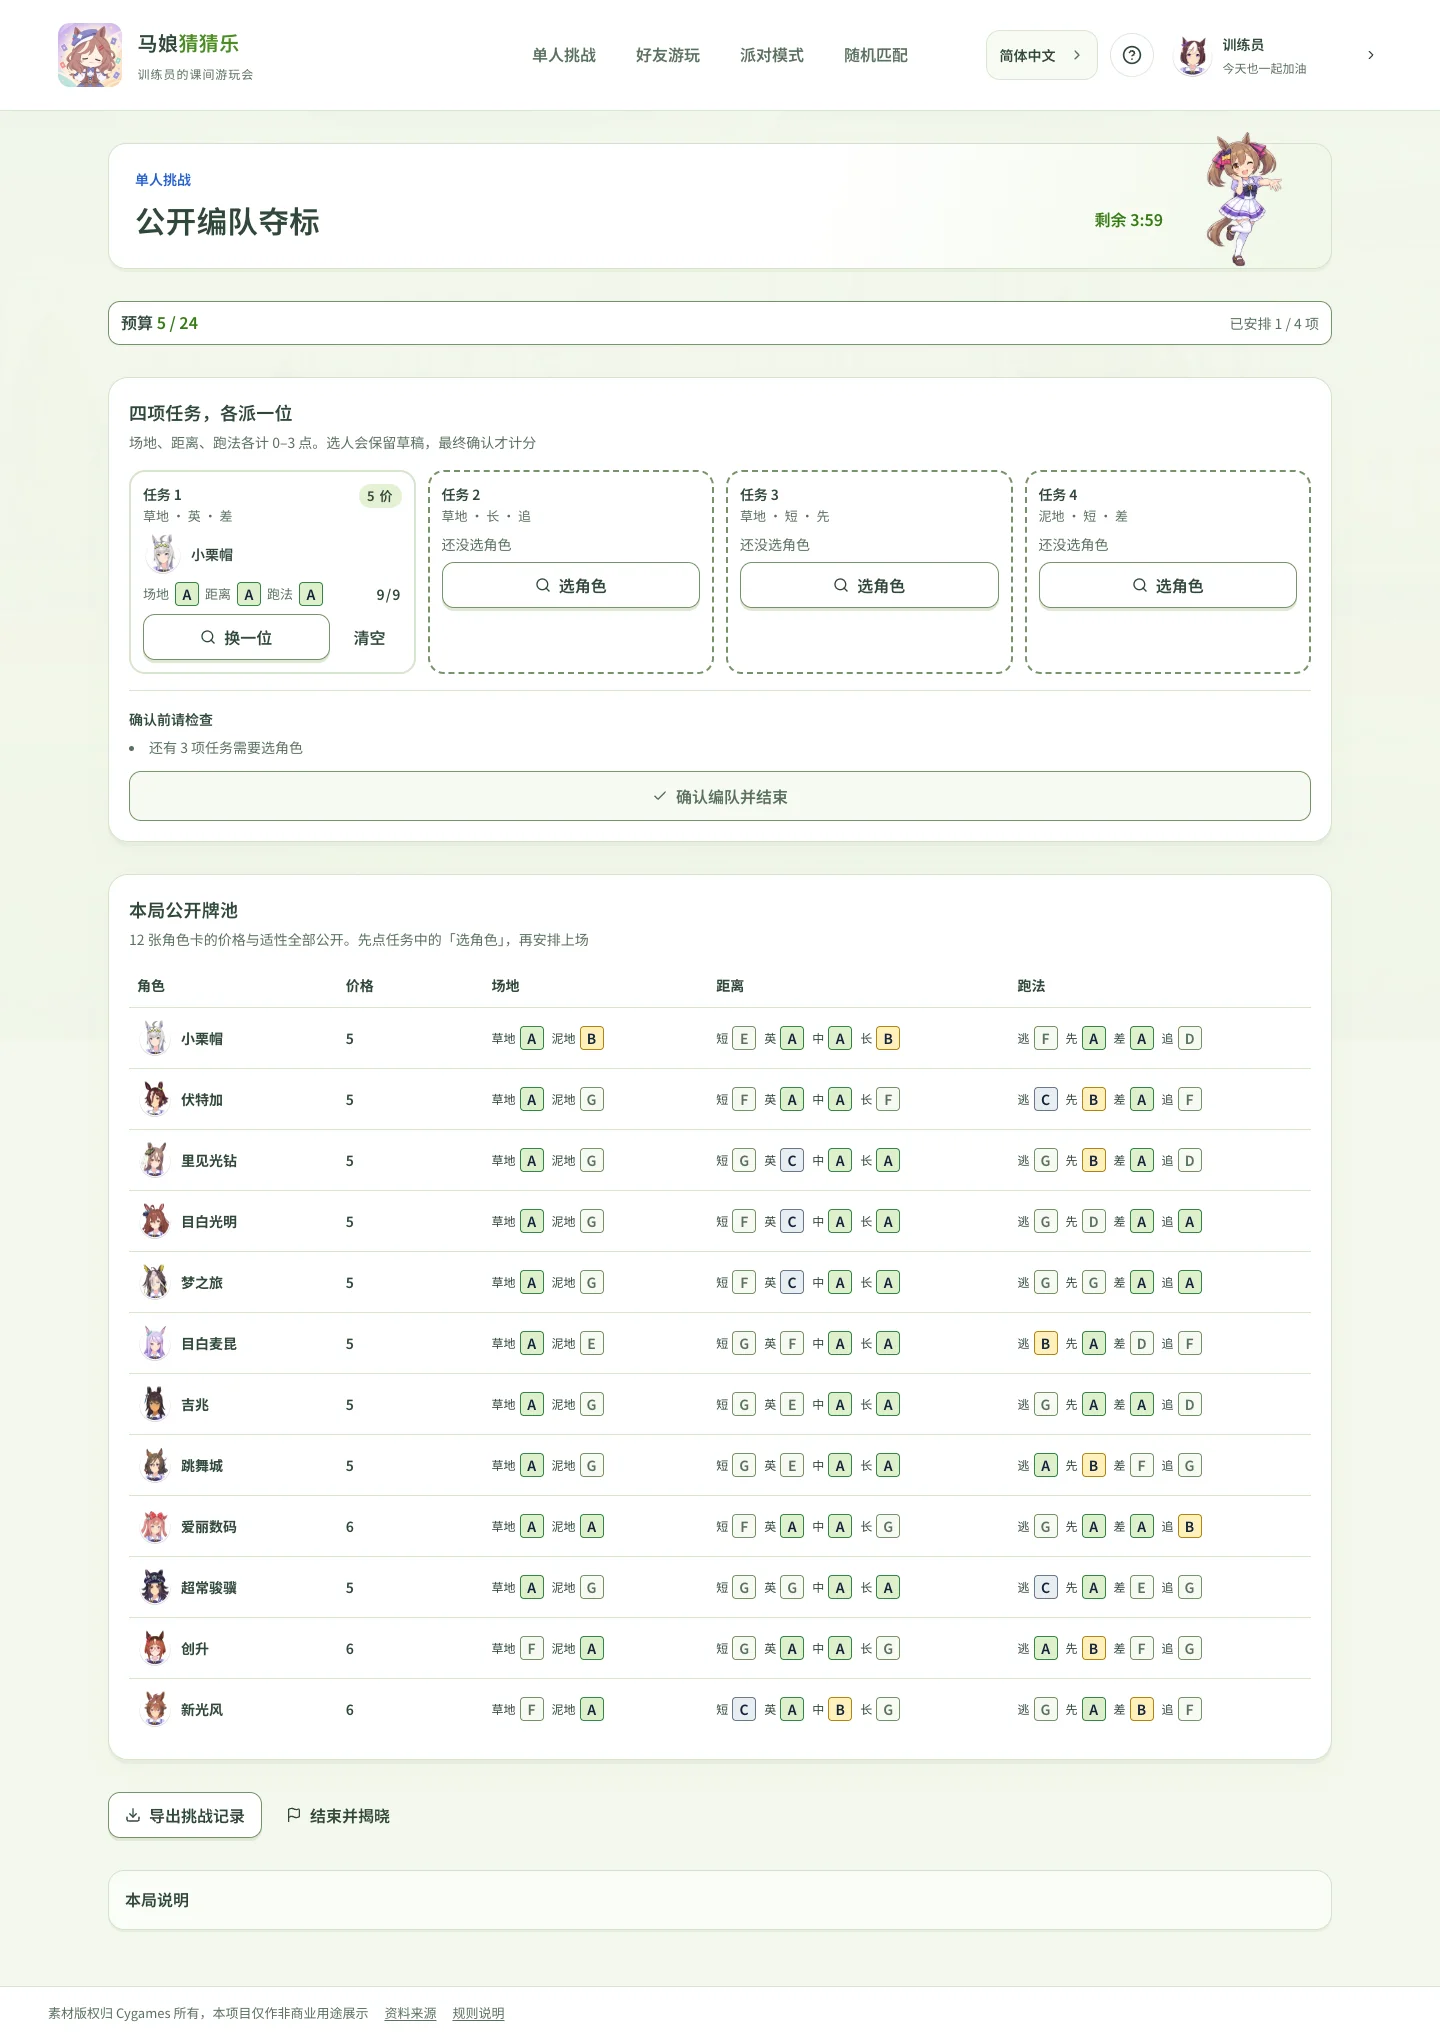 马娘猜猜乐
训练员的课间游玩会
单人挑战 好友游玩 派对模式 随机匹配
简体中文
训练员
今天也一起加油
单人挑战
公开编队夺标
剩余 3:59
预算 5 / 24
已安排 1 / 4 项
四项任务，各派一位
场地、距离、跑法各计 0–3 点。选人会保留草稿，最终确认才计分
任务 1
5 价
草地 · 英 · 差
小栗帽
场地 A 距离 A 跑法 A 9/9
换一位 清空
任务 2
草地 · 长 · 追
还没选角色
选角色
任务 3
草地 · 短 · 先
还没选角色
选角色
任务 4
泥地 · 短 · 差
还没选角色
选角色
确认前请检查
• 还有 3 项任务需要选角色
确认编队并结束
本局公开牌池
12 张角色卡的价格与适性全部公开。先点任务中的「选角色」，再安排上场
角色 价格 场地 距离 跑法
小栗帽 5 草地 A 泥地 B 短 E 英 A 中 A 长 B 逃 F 先 A 差 A 追 D
伏特加 5 草地 A 泥地 G 短 F 英 A 中 A 长 F 逃 C 先 B 差 A 追 F
里见光钻 5 草地 A 泥地 G 短 G 英 C 中 A 长 A 逃 G 先 B 差 A 追 D
目白光明 5 草地 A 泥地 G 短 F 英 C 中 A 长 A 逃 G 先 D 差 A 追 A
梦之旅 5 草地 A 泥地 G 短 F 英 C 中 A 长 A 逃 G 先 G 差 A 追 A
目白麦昆 5 草地 A 泥地 E 短 G 英 F 中 A 长 A 逃 B 先 A 差 D 追 F
吉兆 5 草地 A 泥地 G 短 G 英 E 中 A 长 A 逃 G 先 A 差 A 追 D
跳舞城 5 草地 A 泥地 G 短 G 英 E 中 A 长 A 逃 A 先 B 差 F 追 G
爱丽数码 6 草地 A 泥地 A 短 F 英 A 中 A 长 G 逃 G 先 A 差 A 追 B
超常骏骥 5 草地 A 泥地 G 短 G 英 G 中 A 长 A 逃 C 先 A 差 E 追 G
创升 6 草地 F 泥地 A 短 G 英 A 中 A 长 G 逃 A 先 B 差 F 追 G
新光风 6 草地 F 泥地 A 短 C 英 A 中 B 长 G 逃 G 先 A 差 B 追 F
导出挑战记录 结束并揭晓
本局说明
素材版权归 Cygames 所有，本项目仅作非商业用途展示 资料来源 规则说明